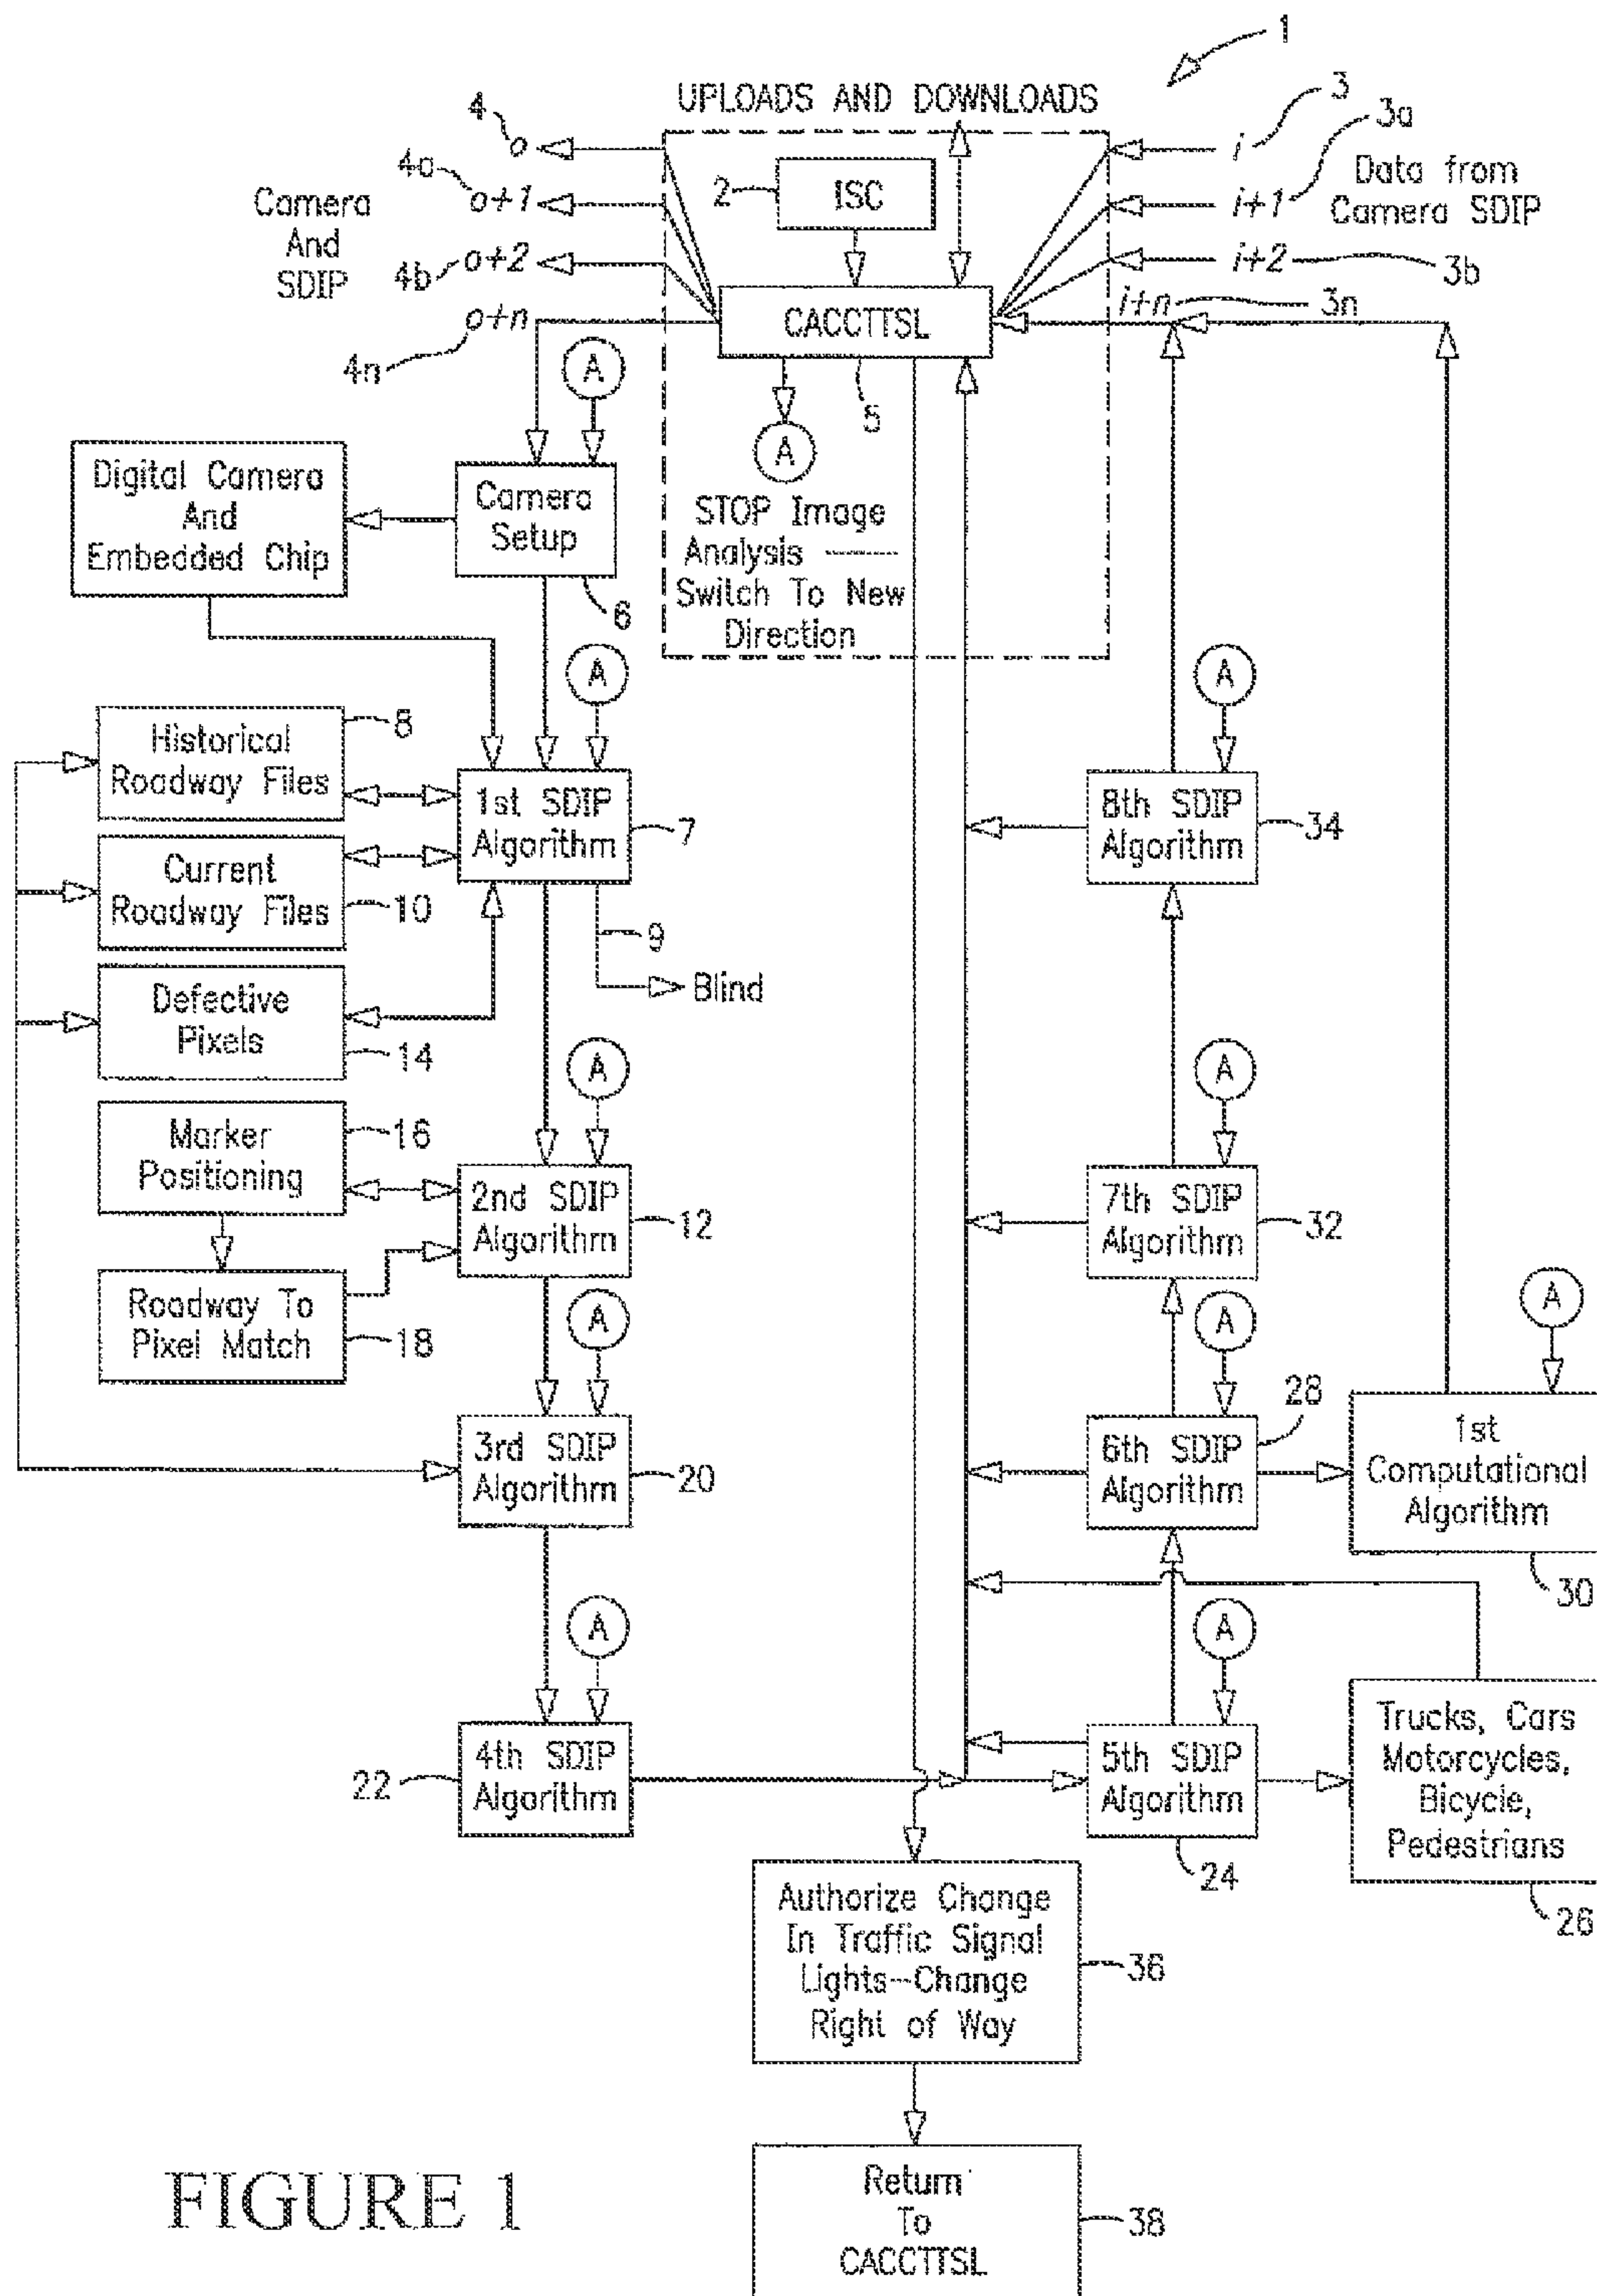 1
UPLOADS AND DOWNLOADS
4
o
4a
o+1
4b
o+2
o+n
4n
Camera
And
SDIP
2
ISC
CACCTTSL
5
A
STOP Image
Analysis
Switch To New
Direction
3
i
3a
i+1
i+2
3b
i+n
3n
Data from
Camera SDIP
A
Digital Camera
And
Embedded Chip
Camera
Setup
6
A
8
Historical
Roadway Files
1st SDIP
Algorithm
7
Current
Roadway Files
10
9
Blind
Defective
Pixels
14
A
Marker
Positioning
16
2nd SDIP
Algorithm
12
Roadway To
Pixel Match
18
A
3rd SDIP
Algorithm
20
A
4th SDIP
Algorithm
22
A
8th SDIP
Algorithm
34
A
7th SDIP
Algorithm
32
A
A
28
6th SDIP
Algorithm
1st
Computational
Algorithm
30
A
5th SDIP
Algorithm
24
Trucks, Cars
Motorcycles,
Bicycle,
Pedestrians
26
Authorize Change
In Traffic Signal
Lights--Change
Right of Way
36
Return
To
CACCTTSL
38
FIGURE 1